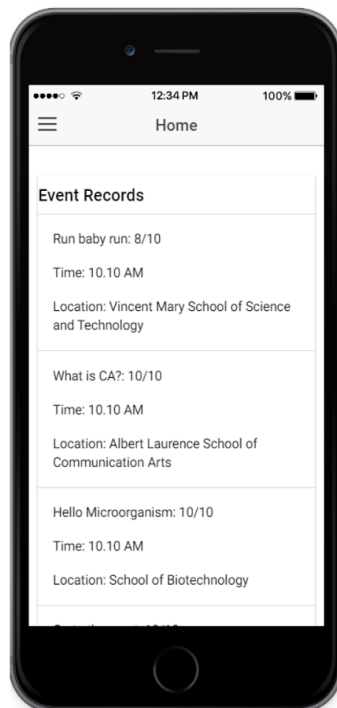 12:34 PM
100%
Home
Event Records
Run baby run: 8/10
Time: 10.10 AM
Location: Vincent Mary School of Science
and Technology
What is CA?: 10/10
Time: 10.10 AM
Location: Albert Laurence School of
Communication Arts
Hello Microorganism: 10/10
Time: 10.10 AM
Location: School of Biotechnology